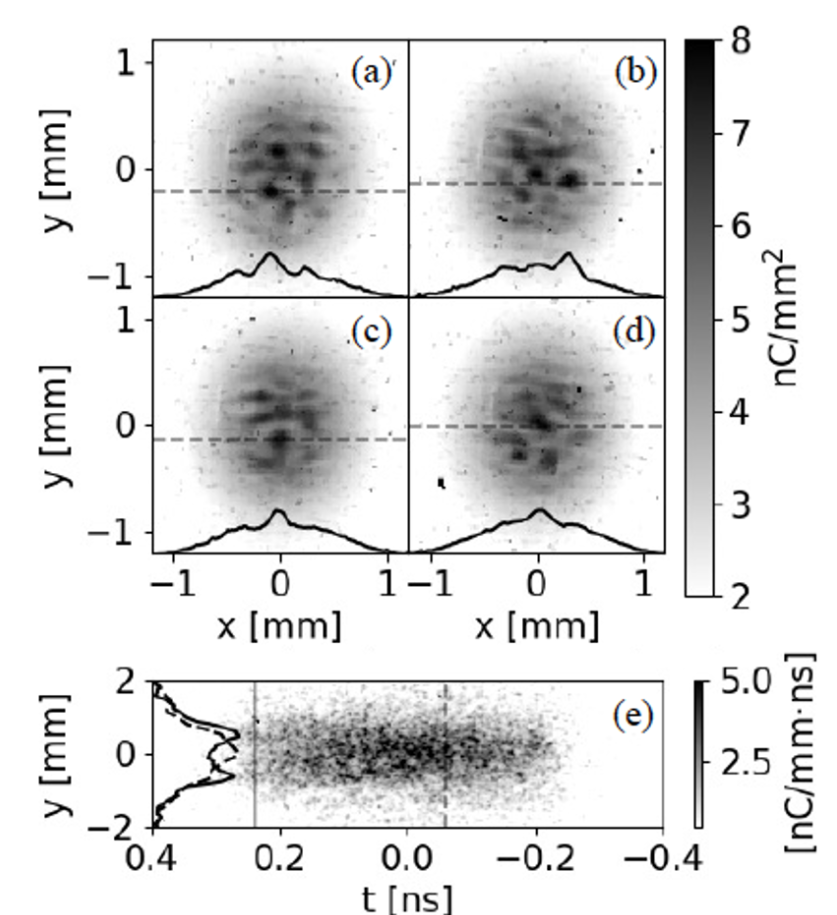 (a)
(b)
1
0
−1
y [mm]
(c)
(d)
1
0
−1
y [mm]
−1
0
1
−1
0
1
x [mm]
x [mm]
8
7
6
5
4
3
2
nC/mm²
(e)
2
0
−2
y [mm]
0.4
0.2
0.0
−0.2
−0.4
t [ns]
5.0
2.5
[nC/mm·ns]